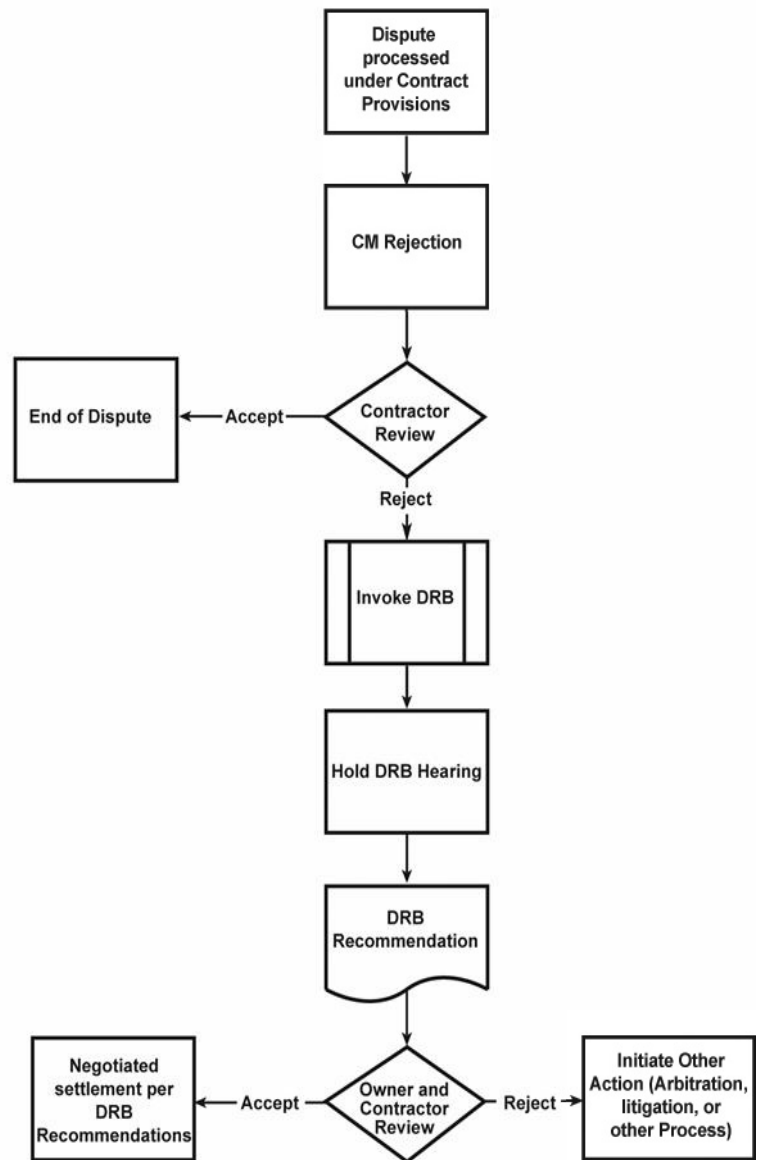 Dispute
processed
under Contract
Provisions
CM Rejection
End of Dispute
Accept
Contractor
Review
Reject
Invoke DRB
Hold DRB Hearing
DRB
Recommendation
Negotiated
settlement per
DRB
Recommendations
Accept
Owner and
Contractor
Review
Reject
Initiate Other
Action (Arbitration,
litigation, or
other Process)